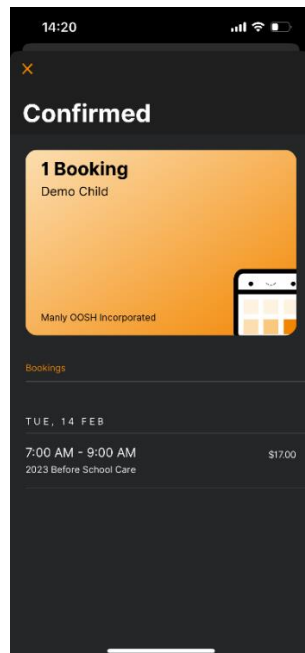 14:20
Confirmed
1 Booking
Demo Child
Manly OOSH Incorporated
Bookings
TUE, 14 FEB
7:00 AM - 9:00 AM
$17.00
2023 Before School Care